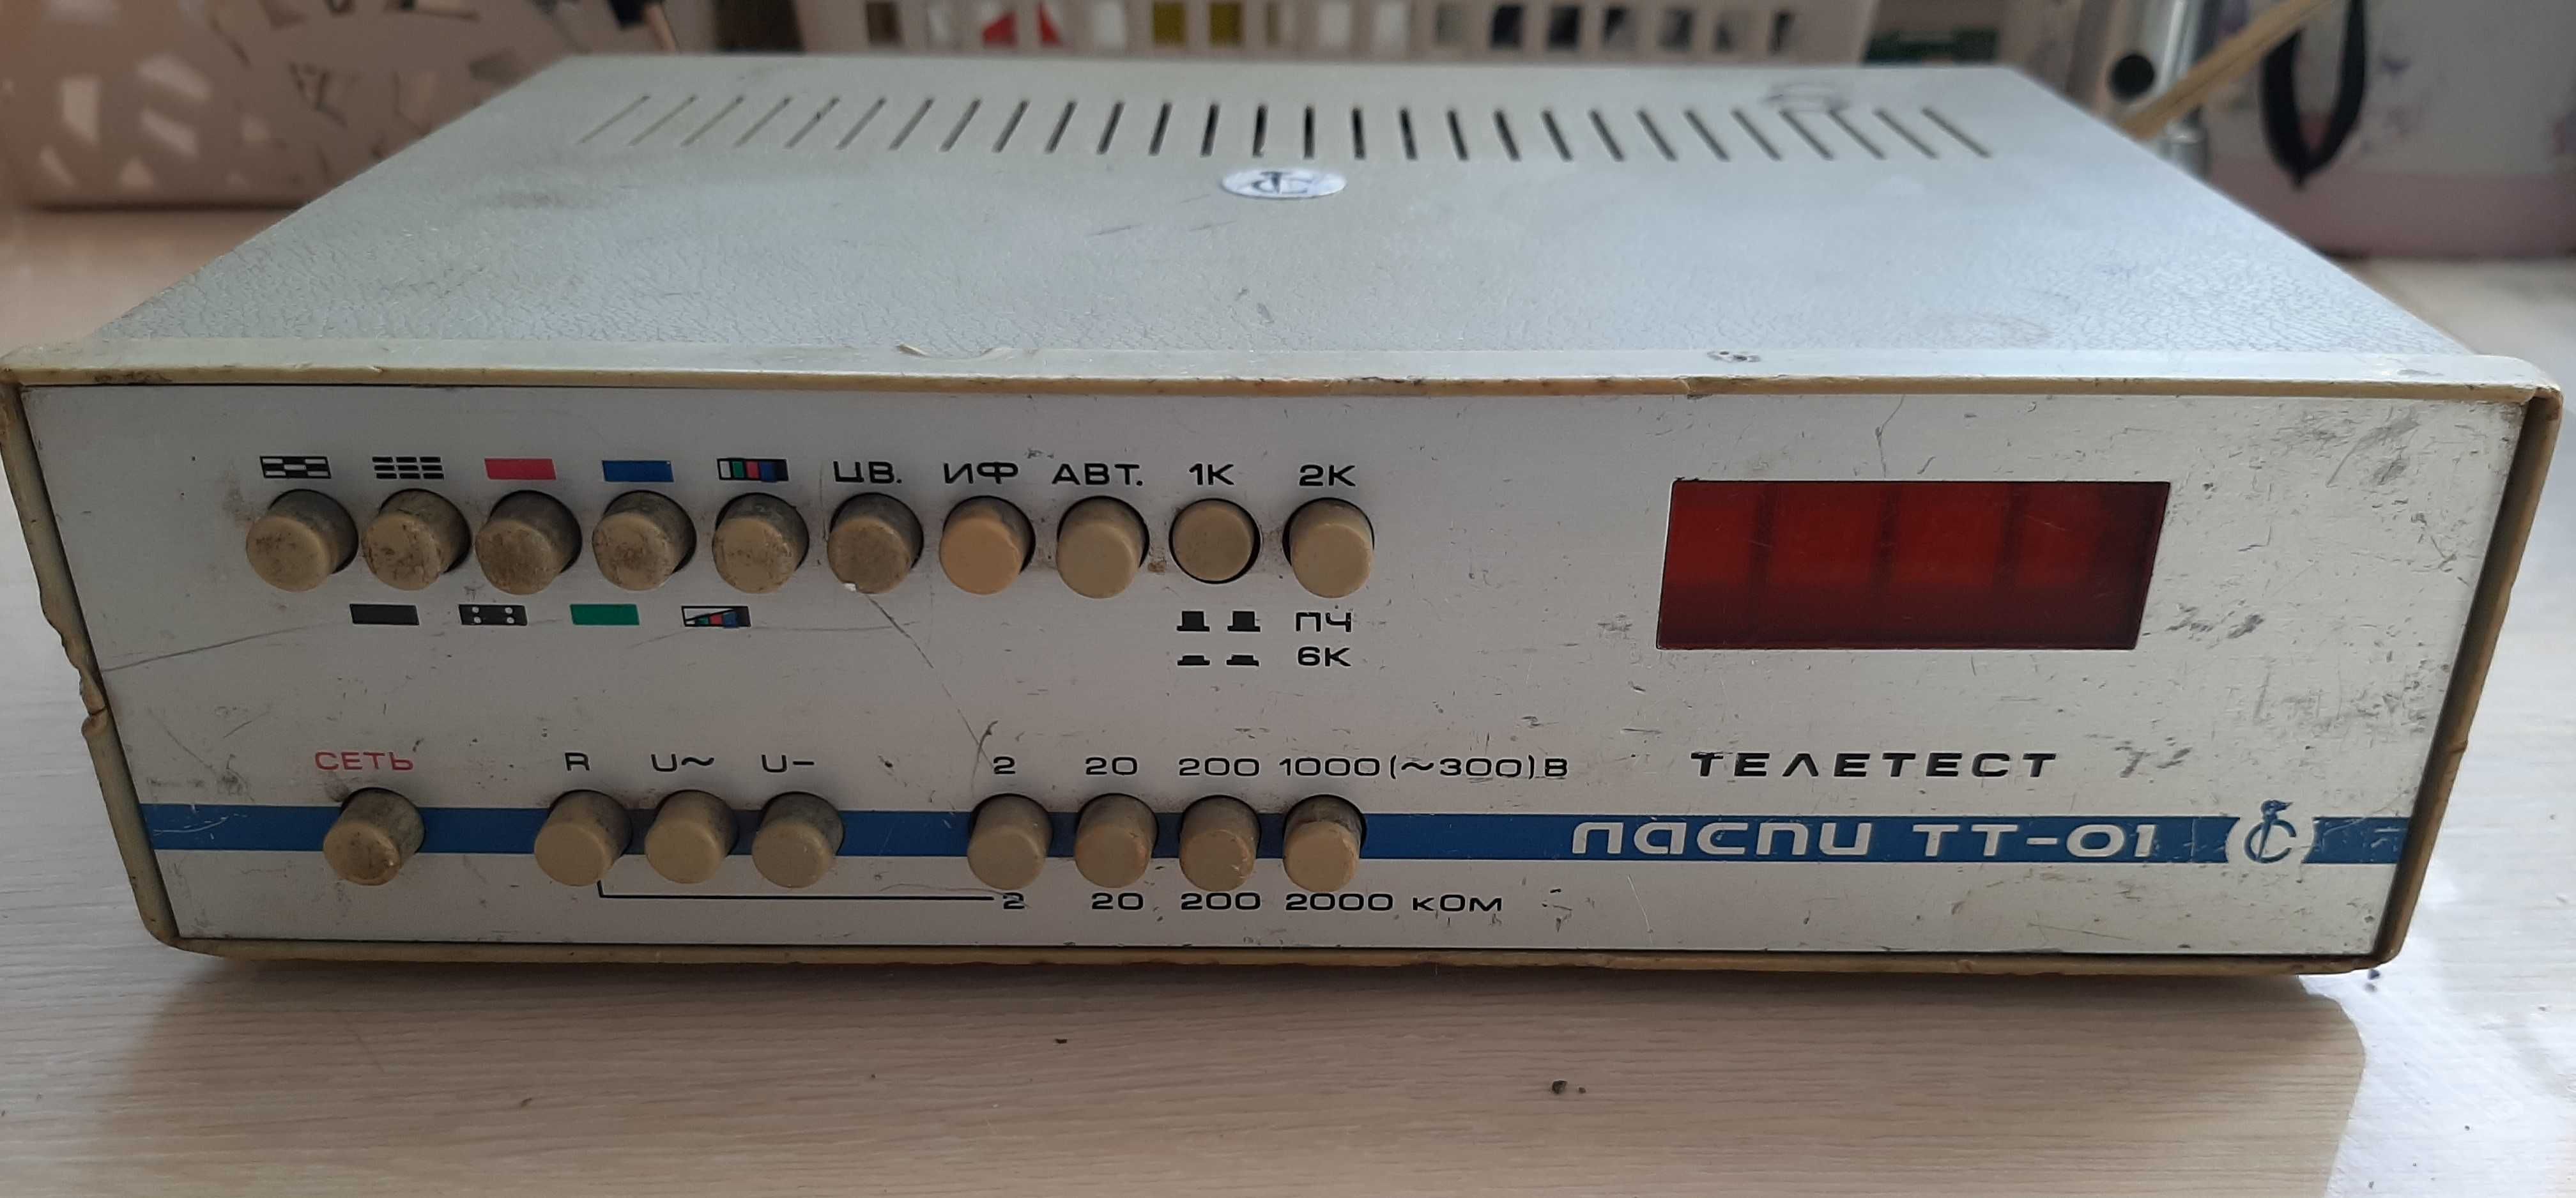 ЦВ. ИФ АВТ. 1К 2К
ПЧ
6К
СЕТЬ R U~ U− 2 20 200 1000(~300)В
ТЕЛЕТЕСТ
ЛАСПИ ТТ-01
2 20 200 2000 КОМ